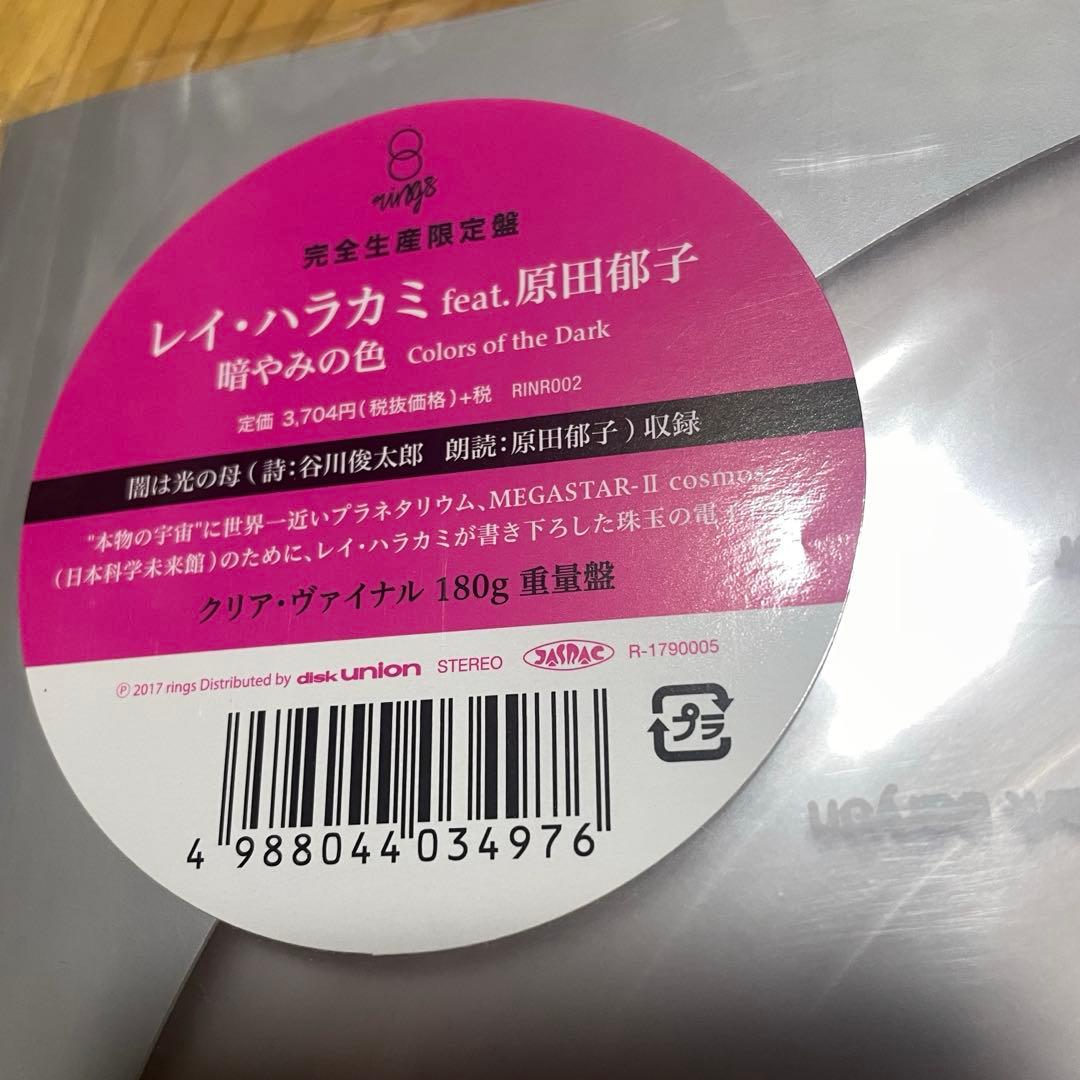 rings
完全生産限定盤
レイ・ハラカミ feat. 原田郁子
暗やみの色 Colors of the Dark
定価 3,704円(税抜価格)+税 RINR002
闇は光の母(詩:谷川俊太郎 朗読:原田郁子)収録
"本物の宇宙"に世界一近いプラネタリウム、MEGASTAR-II cosmos
(日本科学未来館)のために、レイ・ハラカミが書き下ろした珠玉の電
クリア・ヴァイナル 180g 重量盤
Ⓟ 2017 rings Distributed by disk union STEREO JASRAC R-1790005
プラ
4 988044 034976